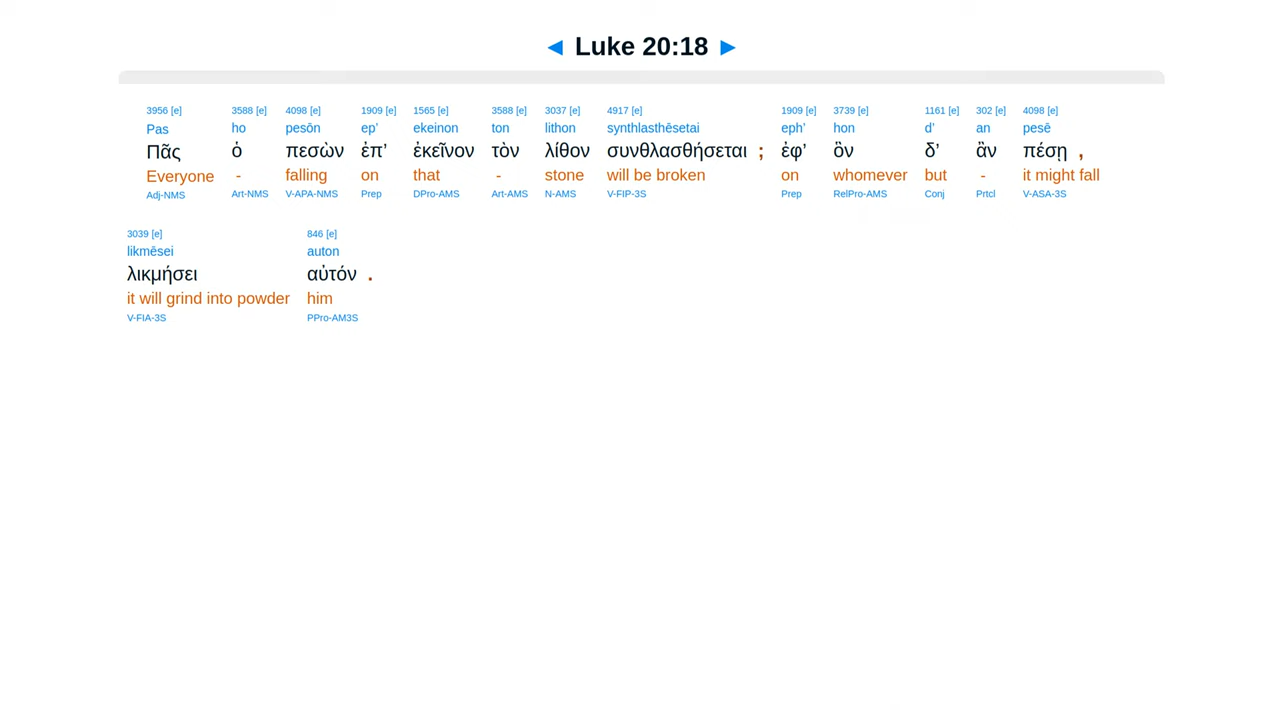 ◄ Luke 20:18 ►
3956 [e] 3588 [e] 4098 [e] 1909 [e] 1565 [e] 3588 [e] 3037 [e] 4917 [e] 1909 [e] 3739 [e] 1161 [e] 302 [e] 4098 [e]
Pas ho pesōn ep’ ekeinon ton lithon synthlasthēsetai eph’ hon d’ an pesē
Πᾶς ὁ πεσὼν ἐπ’ ἐκεῖνον τὸν λίθον συνθλασθήσεται ; ἐφ’ ὃν δ’ ἂν πέσῃ ,
Everyone - falling on that - stone will be broken on whomever but - it might fall
Adj-NMS Art-NMS V-APA-NMS Prep DPro-AMS Art-AMS N-AMS V-FIP-3S Prep RelPro-AMS Conj Prtcl V-ASA-3S
3039 [e] 846 [e]
likmēsei auton
λικμήσει αὐτόν .
it will grind into powder him
V-FIA-3S PPro-AM3S